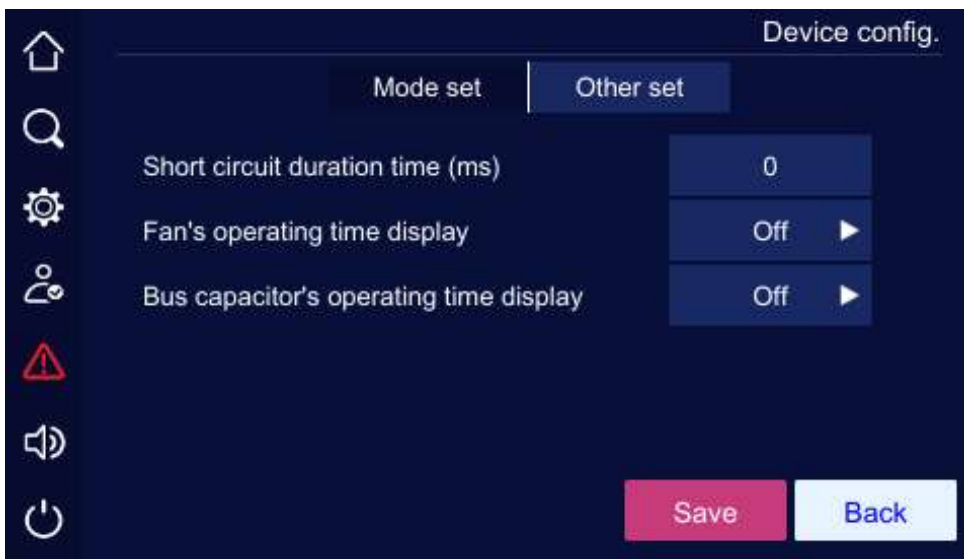 Device config.
Mode set Other set
Short circuit duration time (ms) 0
Fan's operating time display Off
Bus capacitor's operating time display Off
Save Back